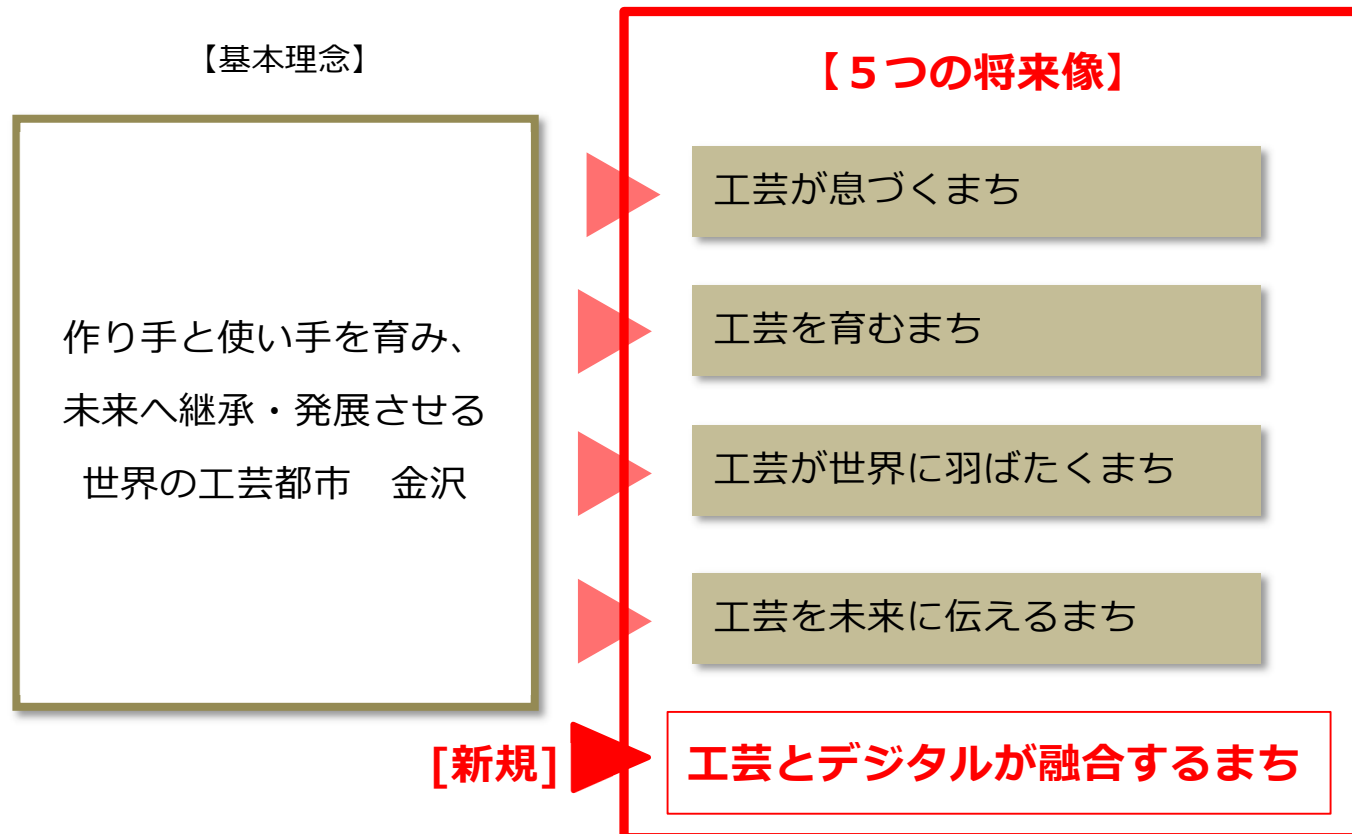 【基本理念】
作り手と使い手を育み、
未来へ継承・発展させる
世界の工芸都市　金沢
【５つの将来像】
工芸が息づくまち
工芸を育むまち
工芸が世界に羽ばたくまち
工芸を未来に伝えるまち
[新規]
工芸とデジタルが融合するまち